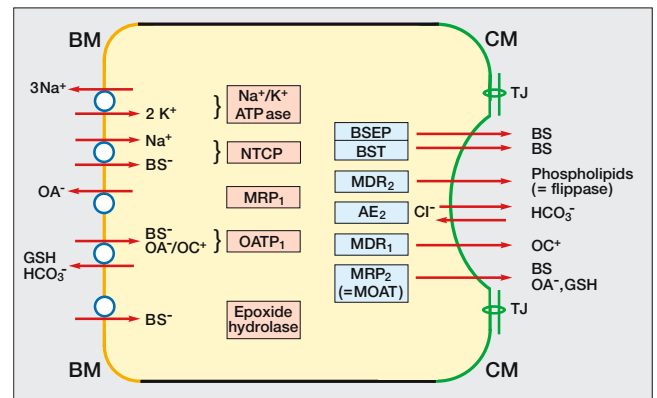 BM
CM
3Na⁺
2 K⁺
}
Na⁺/K⁺
ATPase
TJ
Na⁺
BS⁻
}
NTCP
BSEP
BST
BS
BS
OA⁻
MRP₁
MDR₂
Phospholipids
(= flippase)
AE₂
Cl⁻
HCO₃⁻
BS⁻
OA⁻/OC⁺
}
OATP₁
MDR₁
OC⁺
GSH
HCO₃⁻
MRP₂
(=MOAT)
BS
OA⁻,GSH
BS⁻
Epoxide
hydrolase
TJ
BM
CM